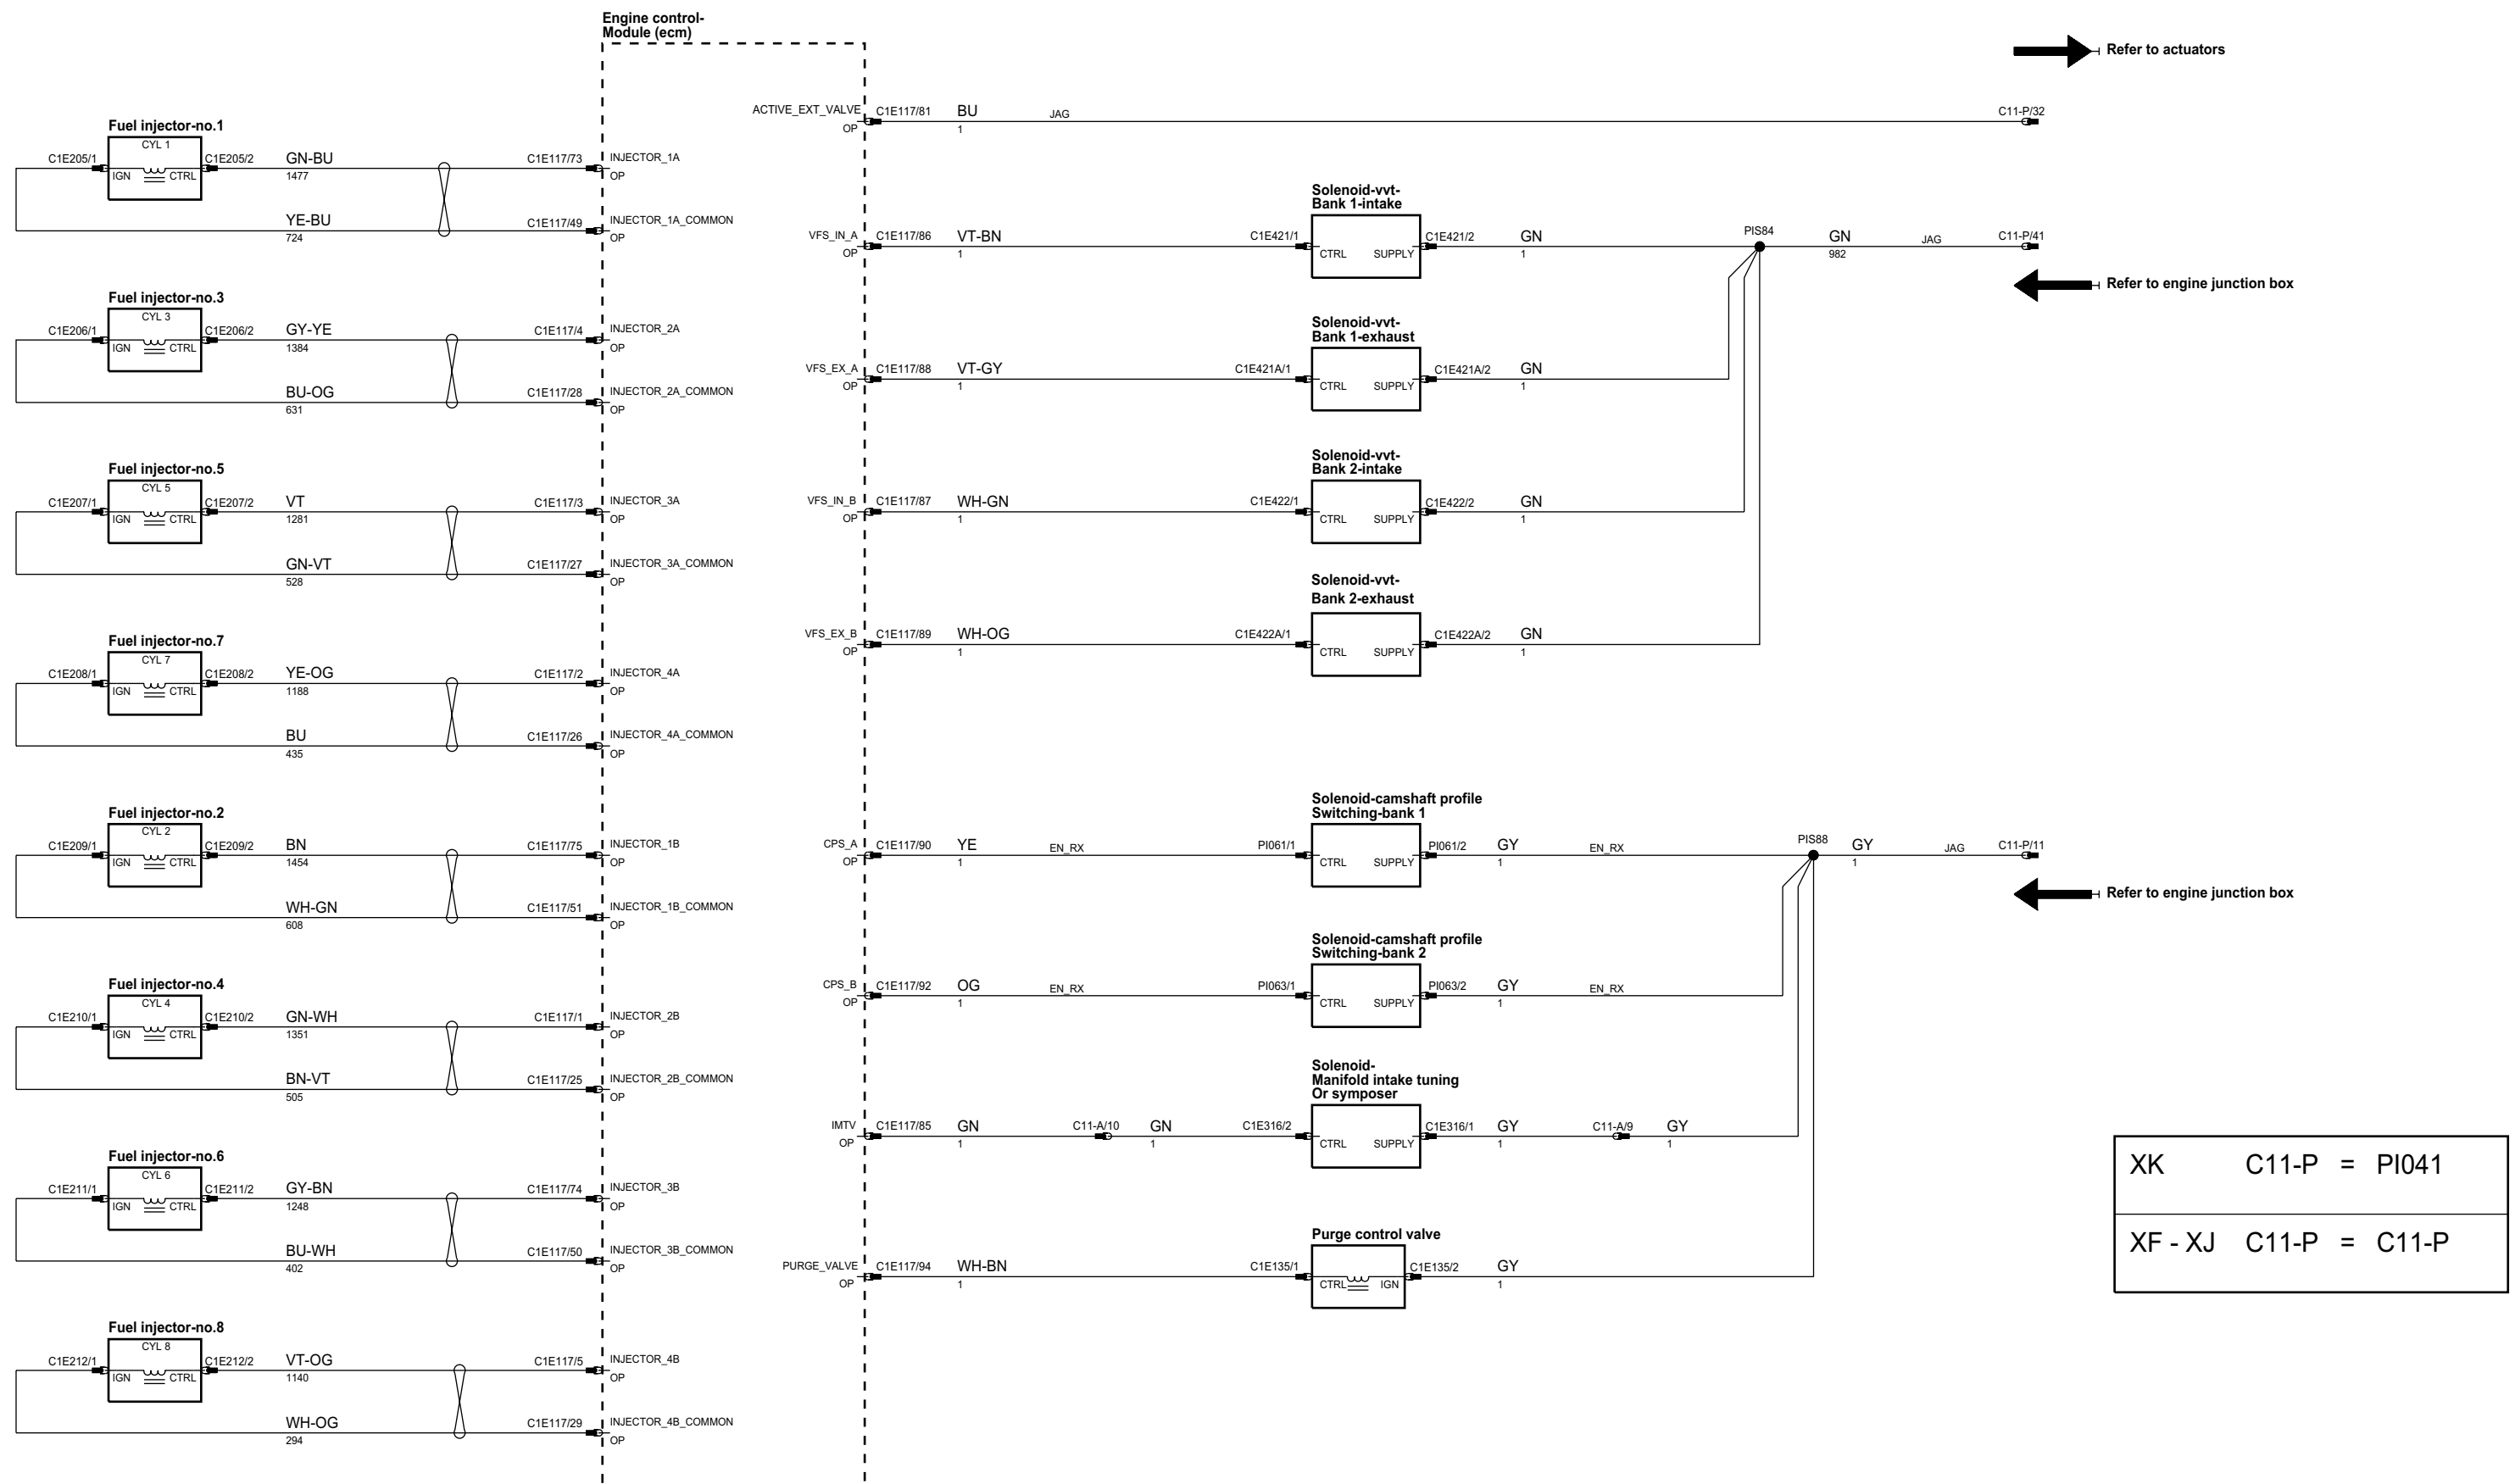 Engine control-
Module (ecm)
Refer to actuators
ACTIVE_EXT_VALVE
OP
C1E117/81
BU
1
JAG
C11-P/32
Fuel injector-no.1
CYL 1
C1E205/1
IGN
CTRL
C1E205/2
GN-BU
1477
C1E117/73
INJECTOR_1A
OP
YE-BU
724
C1E117/49
INJECTOR_1A_COMMON
OP
Fuel injector-no.3
CYL 3
C1E206/1
IGN
CTRL
C1E206/2
GY-YE
1384
C1E117/4
INJECTOR_2A
OP
BU-OG
631
C1E117/28
INJECTOR_2A_COMMON
OP
Fuel injector-no.5
CYL 5
C1E207/1
IGN
CTRL
C1E207/2
VT
1281
C1E117/3
INJECTOR_3A
OP
GN-VT
528
C1E117/27
INJECTOR_3A_COMMON
OP
Fuel injector-no.7
CYL 7
C1E208/1
IGN
CTRL
C1E208/2
YE-OG
1188
C1E117/2
INJECTOR_4A
OP
BU
435
C1E117/26
INJECTOR_4A_COMMON
OP
Fuel injector-no.2
CYL 2
C1E209/1
IGN
CTRL
C1E209/2
BN
1454
C1E117/75
INJECTOR_1B
OP
WH-GN
608
C1E117/51
INJECTOR_1B_COMMON
OP
Fuel injector-no.4
CYL 4
C1E210/1
IGN
CTRL
C1E210/2
GN-WH
1351
C1E117/1
INJECTOR_2B
OP
BN-VT
505
C1E117/25
INJECTOR_2B_COMMON
OP
Fuel injector-no.6
CYL 6
C1E211/1
IGN
CTRL
C1E211/2
GY-BN
1248
C1E117/74
INJECTOR_3B
OP
BU-WH
402
C1E117/50
INJECTOR_3B_COMMON
OP
Fuel injector-no.8
CYL 8
C1E212/1
IGN
CTRL
C1E212/2
VT-OG
1140
C1E117/5
INJECTOR_4B
OP
WH-OG
294
C1E117/29
INJECTOR_4B_COMMON
OP
Solenoid-vvt-
Bank 1-intake
VFS_IN_A
OP
C1E117/86
VT-BN
1
C1E421/1
CTRL
SUPPLY
C1E421/2
GN
1
PIS84
GN
982
JAG
C11-P/41
Refer to engine junction box
Solenoid-vvt-
Bank 1-exhaust
VFS_EX_A
OP
C1E117/88
VT-GY
1
C1E421A/1
CTRL
SUPPLY
C1E421A/2
GN
1
Solenoid-vvt-
Bank 2-intake
VFS_IN_B
OP
C1E117/87
WH-GN
1
C1E422/1
CTRL
SUPPLY
C1E422/2
GN
1
Solenoid-vvt-
Bank 2-exhaust
VFS_EX_B
OP
C1E117/89
WH-OG
1
C1E422A/1
CTRL
SUPPLY
C1E422A/2
GN
1
Solenoid-camshaft profile
Switching-bank 1
CPS_A
OP
C1E117/90
YE
1
EN_RX
PI061/1
CTRL
SUPPLY
PI061/2
GY
1
EN_RX
PIS88
GY
1
JAG
C11-P/11
Refer to engine junction box
Solenoid-camshaft profile
Switching-bank 2
CPS_B
OP
C1E117/92
OG
1
EN_RX
PI063/1
CTRL
SUPPLY
PI063/2
GY
1
EN_RX
Solenoid-
Manifold intake tuning
Or symposer
IMTV
OP
C1E117/85
GN
1
C11-A/10
GN
1
C1E316/2
CTRL
SUPPLY
C1E316/1
GY
1
C11-A/9
GY
1
Purge control valve
PURGE_VALVE
OP
C1E117/94
WH-BN
1
C1E135/1
CTRL
IGN
C1E135/2
GY
1
XK C11-P = PI041
XF - XJ C11-P = C11-P